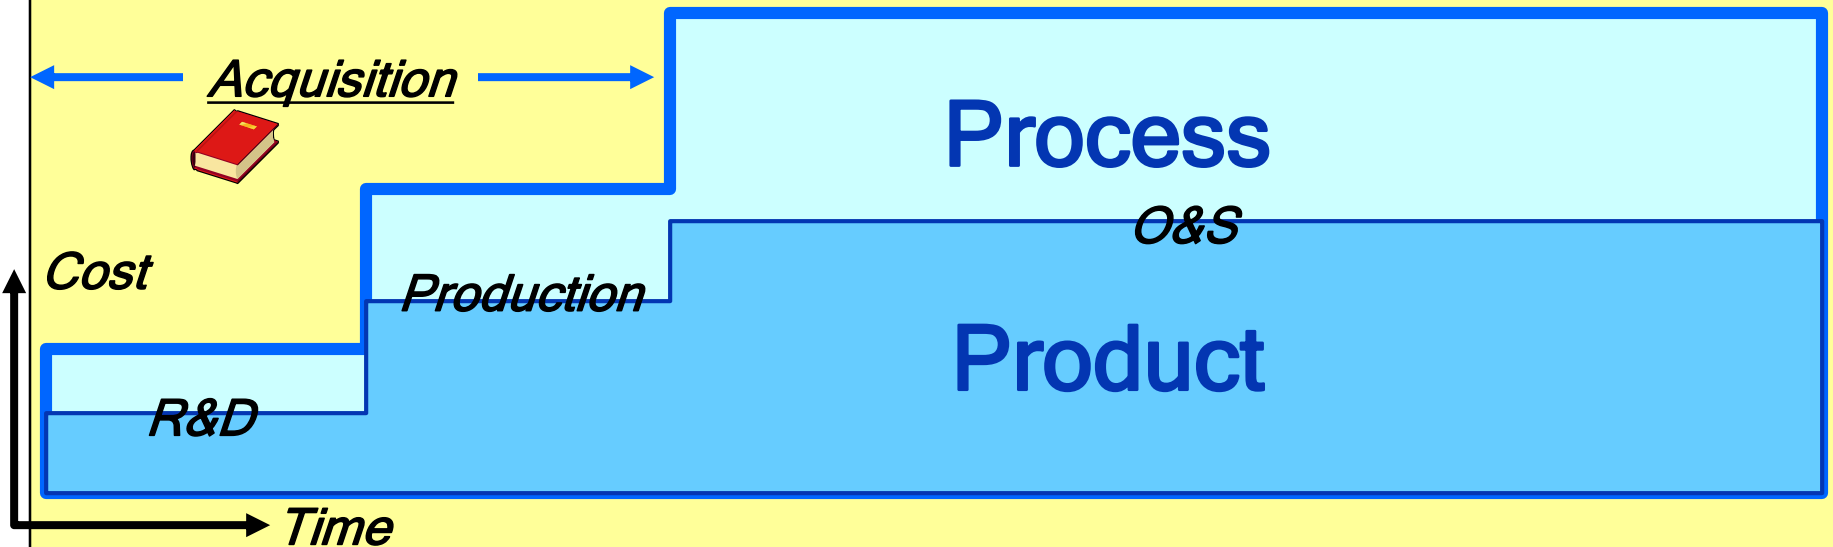 Acquisition
Process
O&S
Cost
Production
Product
R&D
Time